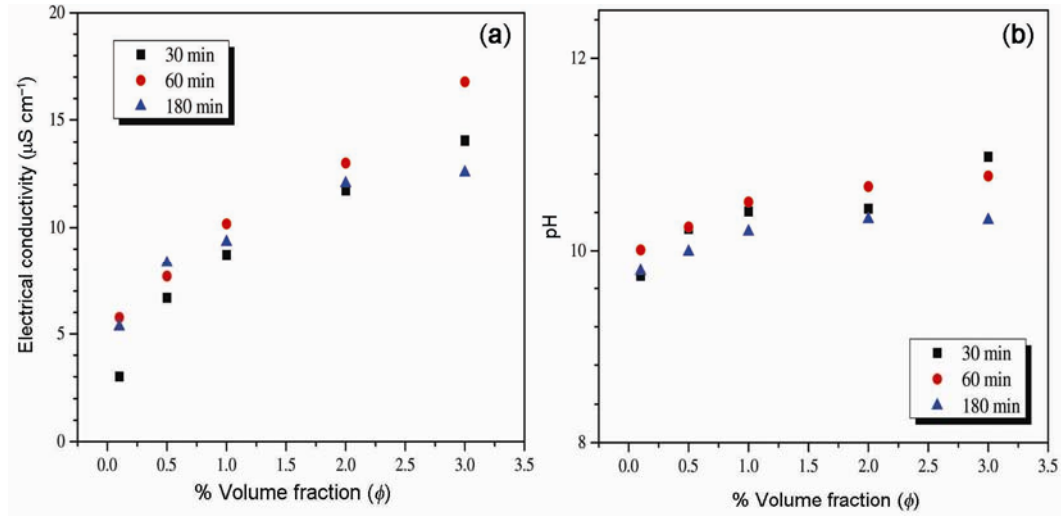 (a)
30 min
60 min
180 min
Electrical conductivity (μS cm⁻¹)
20
15
10
5
0
0.0 0.5 1.0 1.5 2.0 2.5 3.0 3.5
% Volume fraction (ϕ)
(b)
pH
12
10
8
30 min
60 min
180 min
0.0 0.5 1.0 1.5 2.0 2.5 3.0 3.5
% Volume fraction (ϕ)